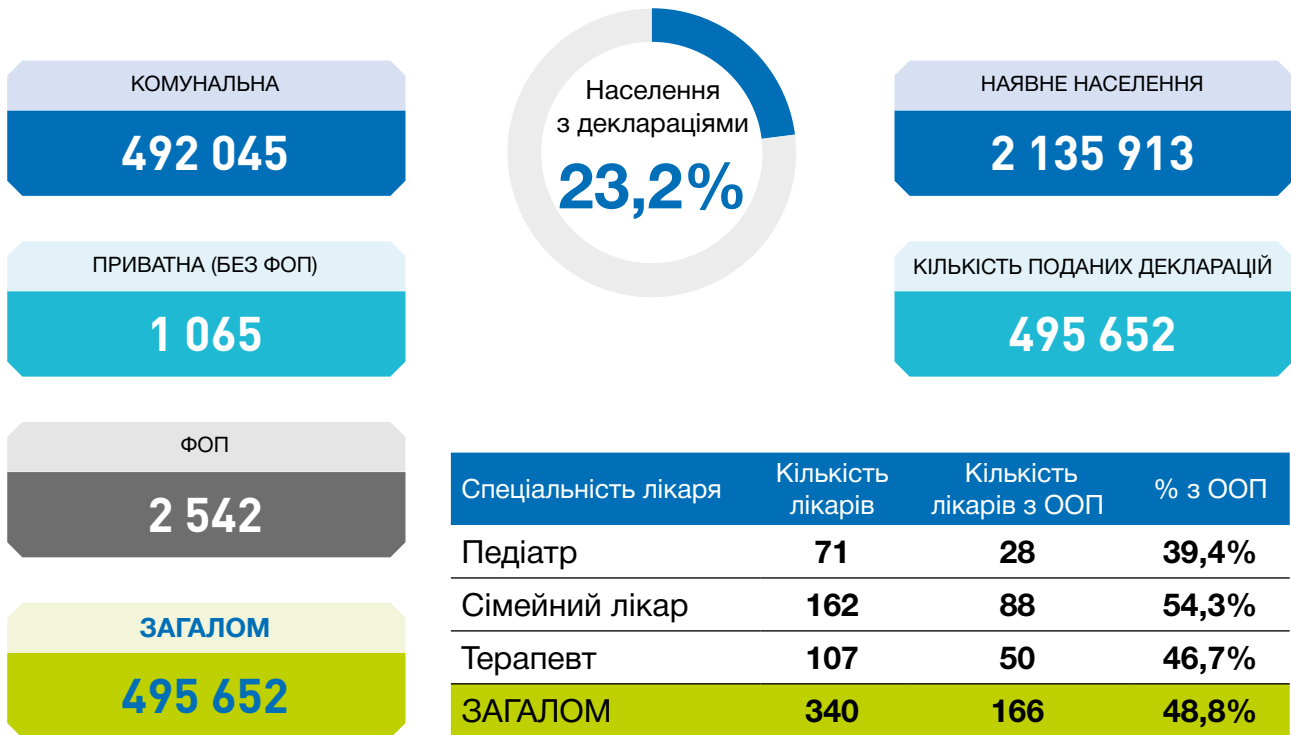 КОМУНАЛЬНА
492 045
ПРИВАТНА (БЕЗ ФОП)
1 065
ФОП
2 542
ЗАГАЛОМ
495 652
Населення
з деклараціями
23,2%
НАЯВНЕ НАСЕЛЕННЯ
2 135 913
КІЛЬКІСТЬ ПОДАНИХ ДЕКЛАРАЦІЙ
495 652
Спеціальність лікаря Кількість лікарів Кількість лікарів з ООП % з ООП
Педіатр 71 28 39,4%
Сімейний лікар 162 88 54,3%
Терапевт 107 50 46,7%
ЗАГАЛОМ 340 166 48,8%